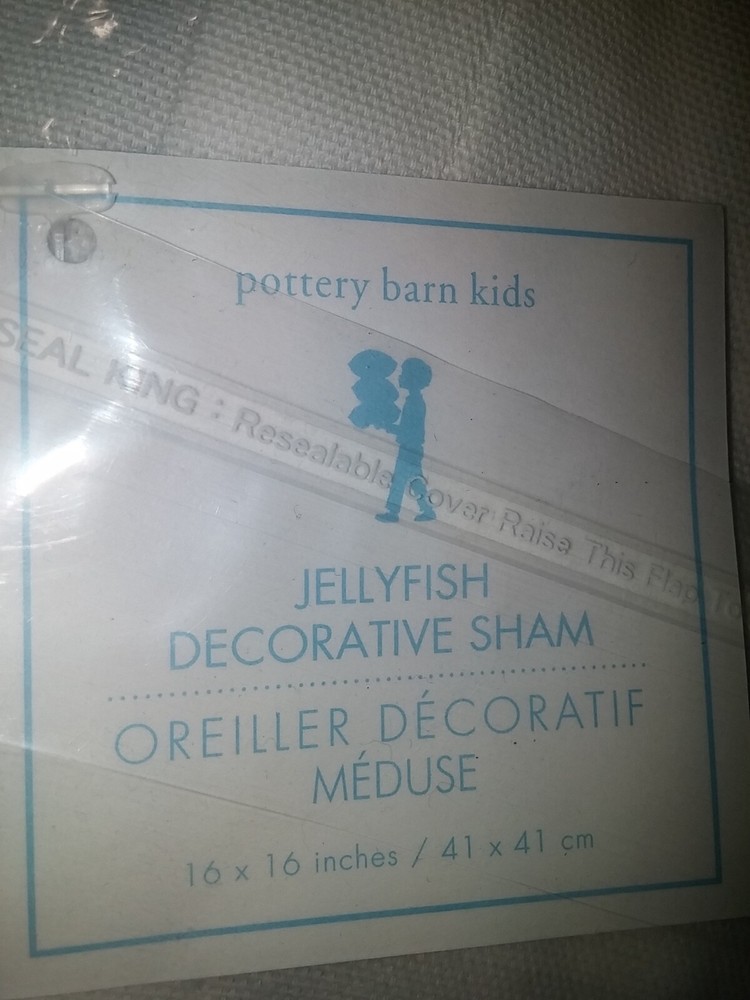 pottery barn kids
SEAL KING : Resealable Cover Raise This Flap To
JELLYFISH
DECORATIVE SHAM
OREILLER DÉCORATIF
MÉDUSE
16 x 16 inches / 41 x 41 cm